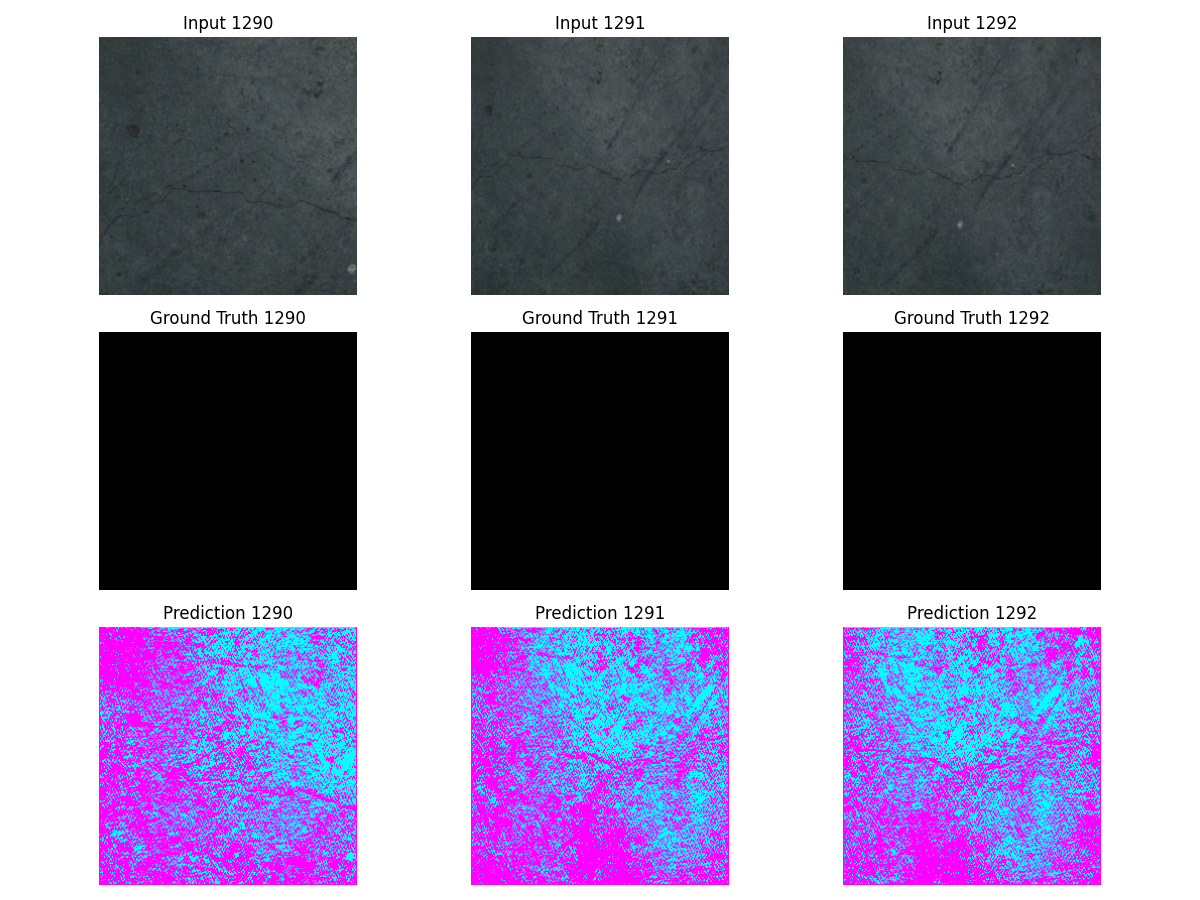 Input 1290
Input 1291
Input 1292
Ground Truth 1290
Ground Truth 1291
Ground Truth 1292
Prediction 1290
Prediction 1291
Prediction 1292